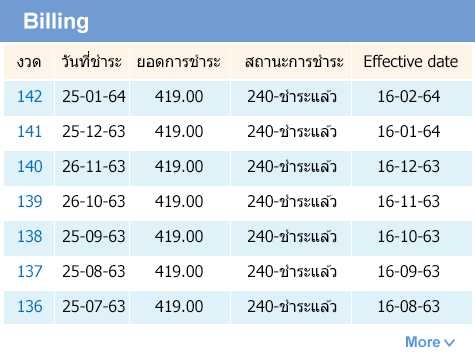 Billing
งวด วันที่ชำระ ยอดการชำระ สถานะการชำระ Effective date
142 25-01-64 419.00 240-ชำระแล้ว 16-02-64
141 25-12-63 419.00 240-ชำระแล้ว 16-01-64
140 26-11-63 419.00 240-ชำระแล้ว 16-12-63
139 26-10-63 419.00 240-ชำระแล้ว 16-11-63
138 25-09-63 419.00 240-ชำระแล้ว 16-10-63
137 25-08-63 419.00 240-ชำระแล้ว 16-09-63
136 25-07-63 419.00 240-ชำระแล้ว 16-08-63
More